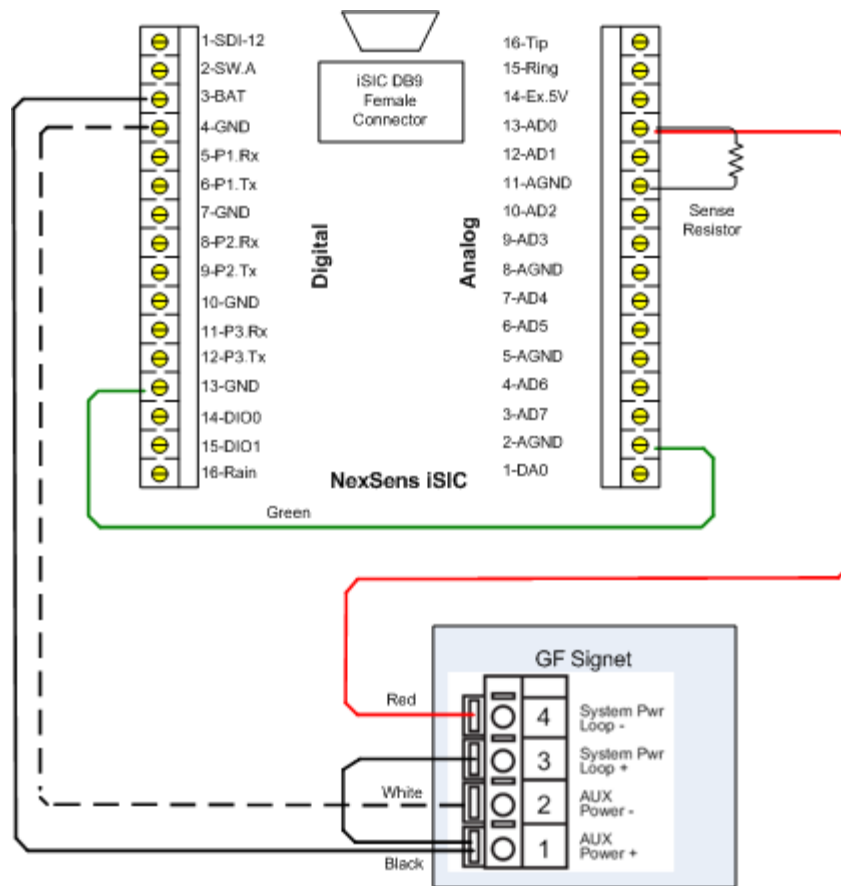 1-SDI-12
2-SW.A
3-BAT
4-GND
5-P1.Rx
6-P1.Tx
7-GND
8-P2.Rx
9-P2.Tx
10-GND
11-P3.Rx
12-P3.Tx
13-GND
14-DIO0
15-DIO1
16-Rain
Digital
iSIC DB9
Female
Connector
Analog
16-Tip
15-Ring
14-Ex.5V
13-AD0
12-AD1
11-AGND
10-AD2
9-AD3
8-AGND
7-AD4
6-AD5
5-AGND
4-AD6
3-AD7
2-AGND
1-DA0
Sense
Resistor
NexSens iSIC
Green
GF Signet
Red
4
System Pwr
Loop -
3
System Pwr
Loop +
White
2
AUX
Power -
Black
1
AUX
Power +